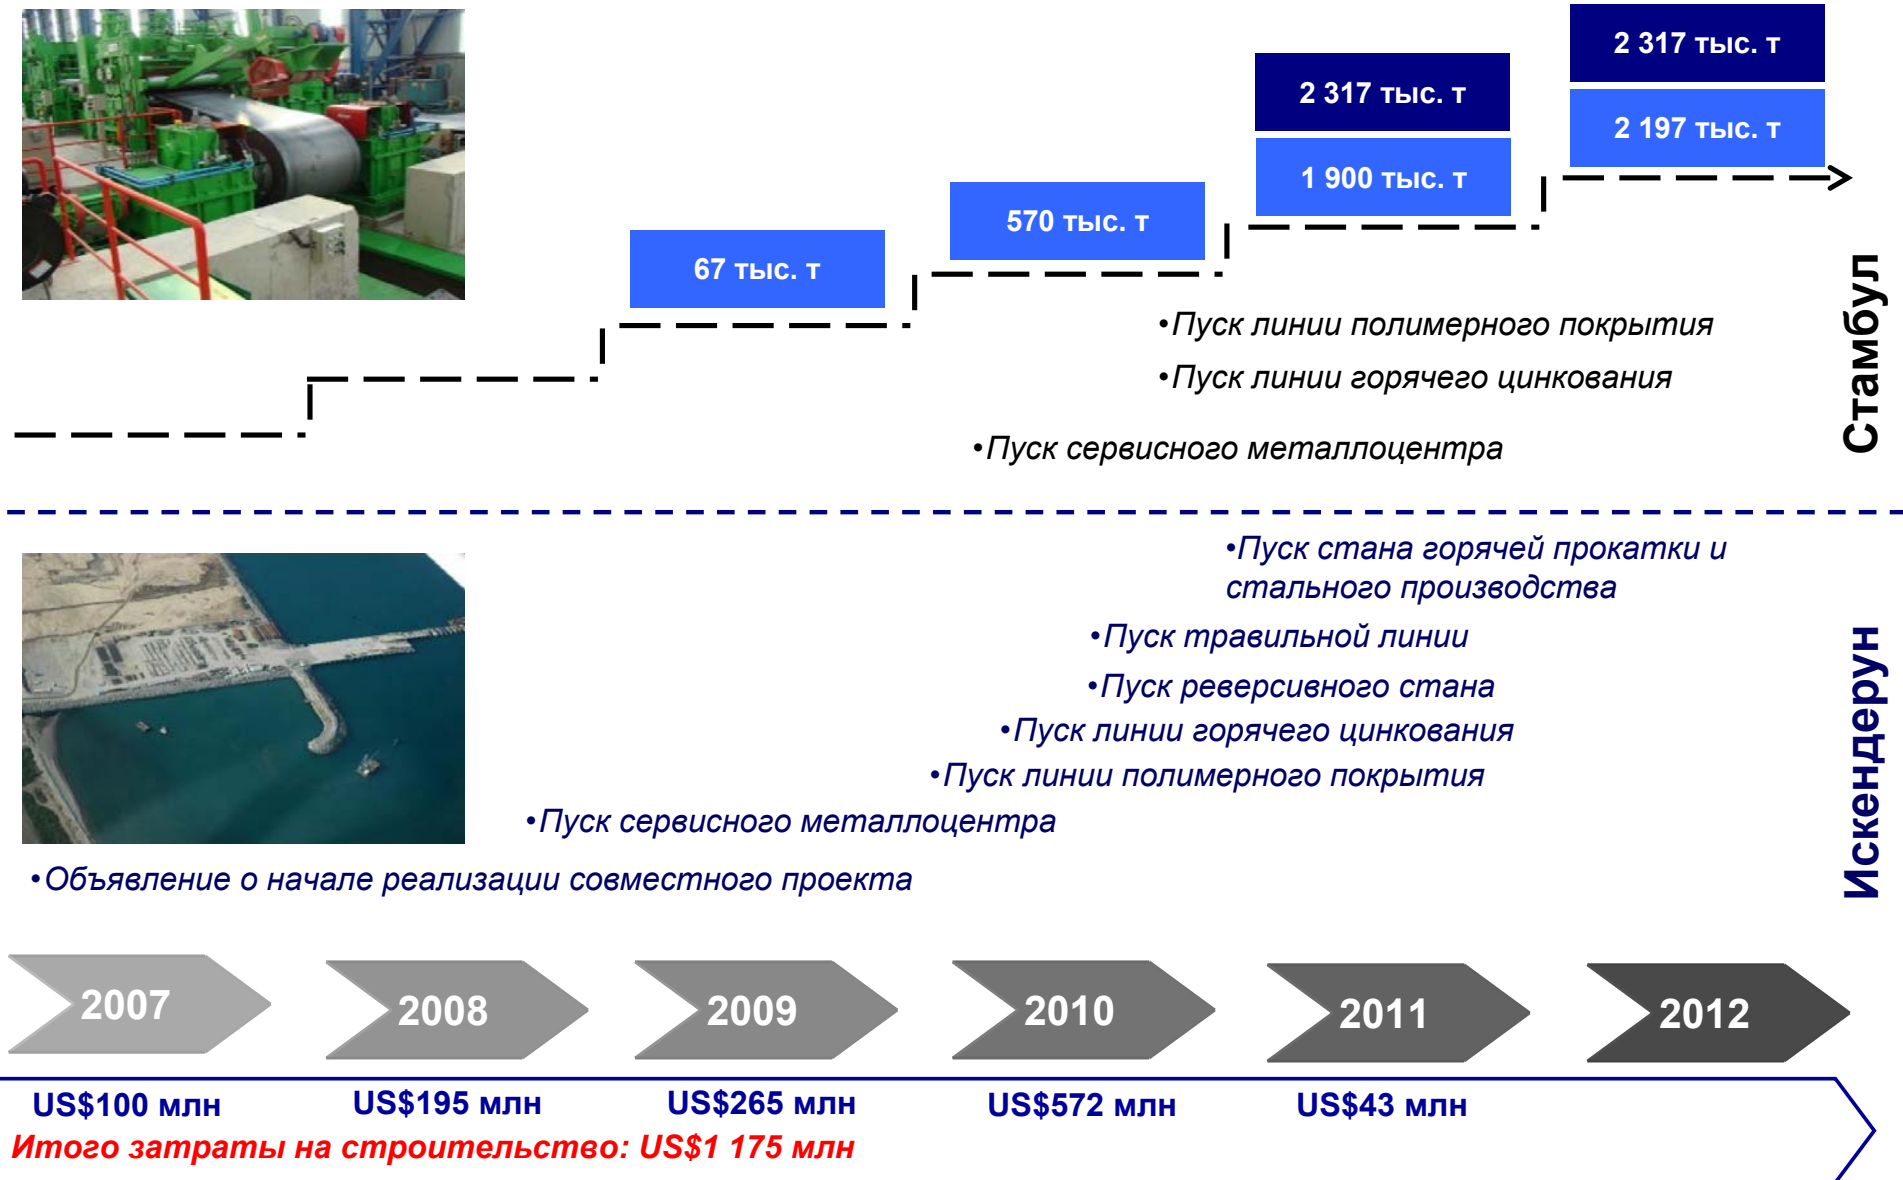 2 317 тыс. т
2 317 тыс. т
2 197 тыс. т
1 900 тыс. т
570 тыс. т
67 тыс. т
•Пуск линии полимерного покрытия
•Пуск линии горячего цинкования
•Пуск сервисного металлоцентра
Стамбул
•Пуск стана горячей прокатки и
стального производства
•Пуск травильной линии
•Пуск реверсивного стана
•Пуск линии горячего цинкования
•Пуск линии полимерного покрытия
•Пуск сервисного металлоцентра
•Объявление о начале реализации совместного проекта
Искендерун
2007 2008 2009 2010 2011 2012
US$100 млн US$195 млн US$265 млн US$572 млн US$43 млн
Итого затраты на строительство: US$1 175 млн